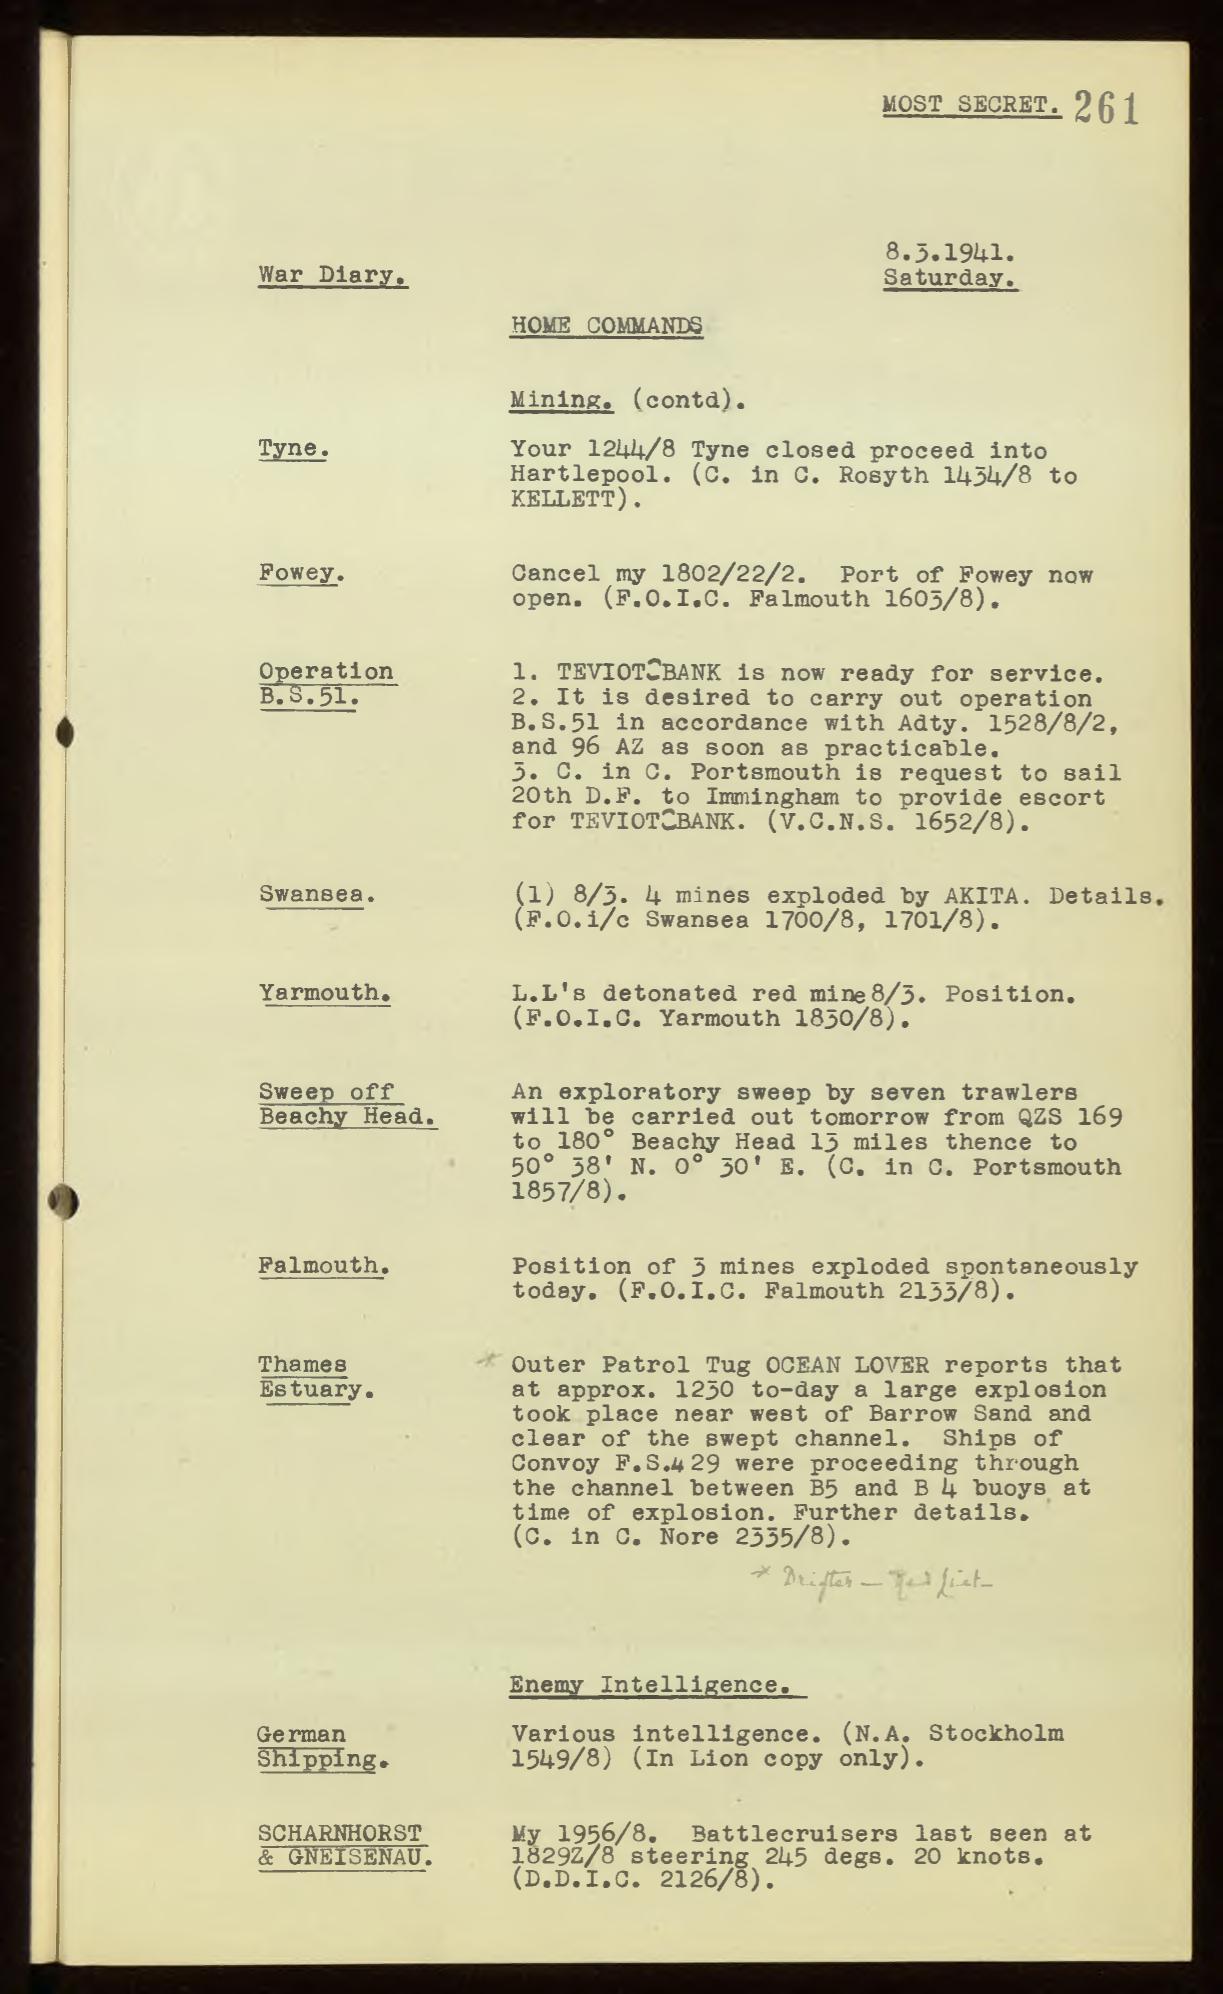 MOST SECRET. 261
8.3.1941.
War Diary.
Saturday.
HOME COMMANDS
Mining. (contd).
Tyne.
Your 1244/8 Tyne closed proceed into
Hartlepool. (C. in C. Rosyth 1434/8 to
KELLETT).
Fowey.
Cancel my 1802/22/2. Port of Fowey now
open. (F.O.I.C. Falmouth 1603/8).
Operation
B.S.51.
1. TEVIOTBANK is now ready for service.
2. It is desired to carry out operation
B.S.51 in accordance with Adty. 1528/8/2,
and 96 AZ as soon as practicable.
3. C. in C. Portsmouth is request to sail
20th D.F. to Immingham to provide escort
for TEVIOTBANK. (V.C.N.S. 1652/8).
Swansea.
(1) 8/3. 4 mines exploded by AKITA. Details.
(F.O.i/c Swansea 1700/8, 1701/8).
Yarmouth.
L.L's detonated red mine 8/3. Position.
(F.O.I.C. Yarmouth 1830/8).
Sweep off
Beachy Head.
An exploratory sweep by seven trawlers
will be carried out tomorrow from QZS 169
to 180° Beachy Head 13 miles thence to
50° 38' N. 0° 30' E. (C. in C. Portsmouth
1857/8).
Falmouth.
Position of 3 mines exploded spontaneously
today. (F.O.I.C. Falmouth 2133/8).
Thames
Estuary.
* Outer Patrol Tug OCEAN LOVER reports that
at approx. 1230 to-day a large explosion
took place near west of Barrow Sand and
clear of the swept channel. Ships of
Convoy F.S.429 were proceeding through
the channel between B5 and B 4 buoys at
time of explosion. Further details.
(C. in C. Nore 2335/8).
* Drifter - Red List
Enemy Intelligence.
German
Shipping.
Various intelligence. (N.A. Stockholm
1549/8) (In Lion copy only).
SCHARNHORST
& GNEISENAU.
My 1956/8. Battlecruisers last seen at
1829Z/8 steering 245 degs. 20 knots.
(D.D.I.C. 2126/8).